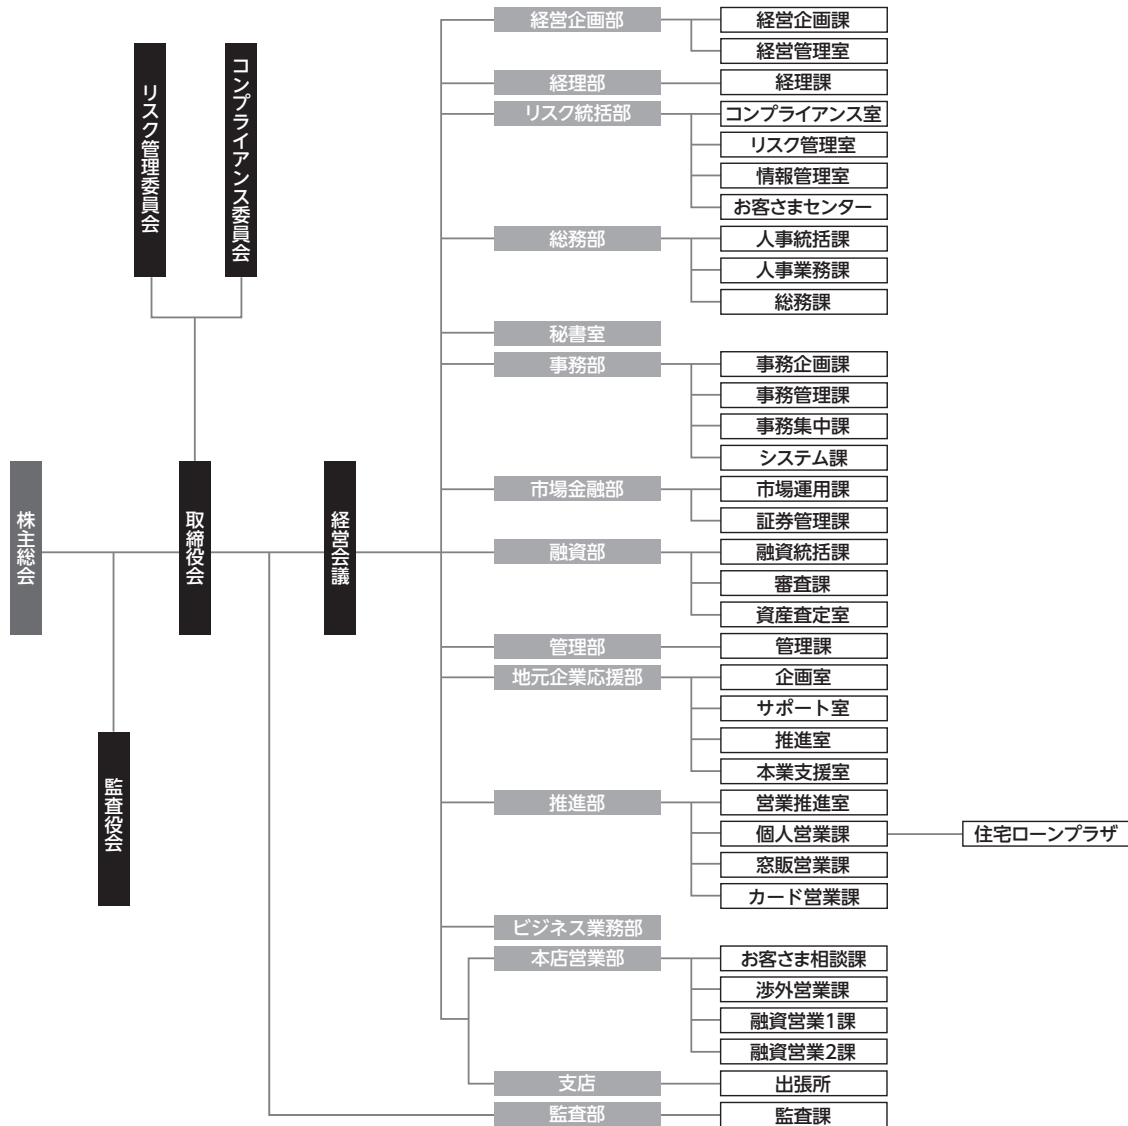 株主総会
監査役会
取締役会
リスク管理委員会
コンプライアンス委員会
経営会議
経営企画部
経営企画課
経営管理室
経理部
経理課
リスク統括部
コンプライアンス室
リスク管理室
情報管理室
お客さまセンター
総務部
人事統括課
人事業務課
総務課
秘書室
事務部
事務企画課
事務管理課
事務集中課
システム課
市場金融部
市場運用課
証券管理課
融資部
融資統括課
審査課
資産査定室
管理部
管理課
地元企業応援部
企画室
サポート室
推進室
本業支援室
推進部
営業推進室
個人営業課
住宅ローンプラザ
窓販営業課
カード営業課
ビジネス業務部
本店営業部
お客さま相談課
渉外営業課
融資営業1課
融資営業2課
支店
出張所
監査部
監査課